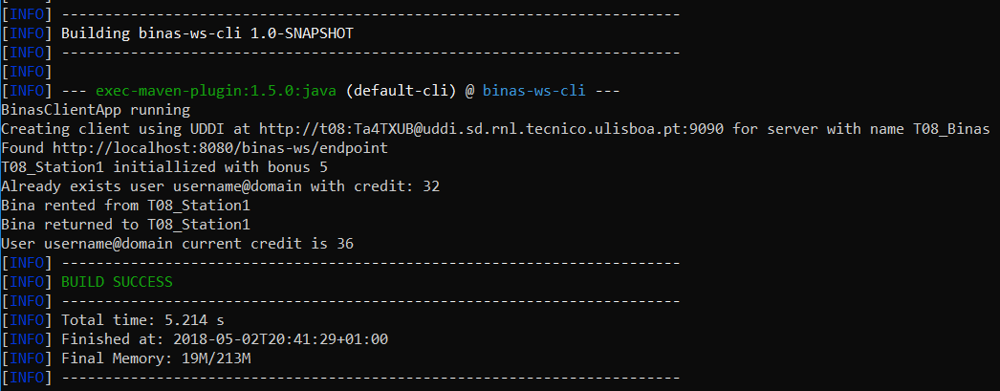 [INFO] ------------------------------------------------------------------------
[INFO] Building binas-ws-cli 1.0-SNAPSHOT
[INFO] ------------------------------------------------------------------------
[INFO]
[INFO] --- exec-maven-plugin:1.5.0:java (default-cli) @ binas-ws-cli ---
BinasClientApp running
Creating client using UDDI at http://t08:Ta4TXUB@uddi.sd.rnl.tecnico.ulisboa.pt:9090 for server with name T08_Binas
Found http://localhost:8080/binas-ws/endpoint
T08_Station1 initiallized with bonus 5
Already exists user username@domain with credit: 32
Bina rented from T08_Station1
Bina returned to T08_Station1
User username@domain current credit is 36
[INFO] ------------------------------------------------------------------------
[INFO] BUILD SUCCESS
[INFO] ------------------------------------------------------------------------
[INFO] Total time: 5.214 s
[INFO] Finished at: 2018-05-02T20:41:29+01:00
[INFO] Final Memory: 19M/213M
[INFO] ------------------------------------------------------------------------